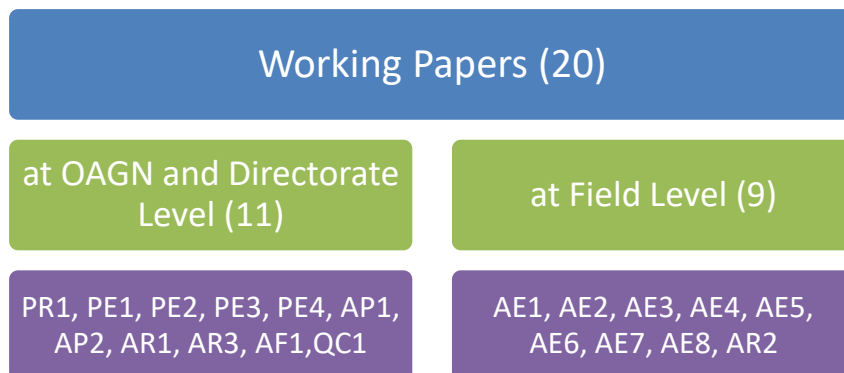 Working Papers (20)
at OAGN and Directorate
Level (11)
at Field Level (9)
PR1, PE1, PE2, PE3, PE4, AP1,
AP2, AR1, AR3, AF1,QC1
AE1, AE2, AE3, AE4, AE5,
AE6, AE7, AE8, AR2